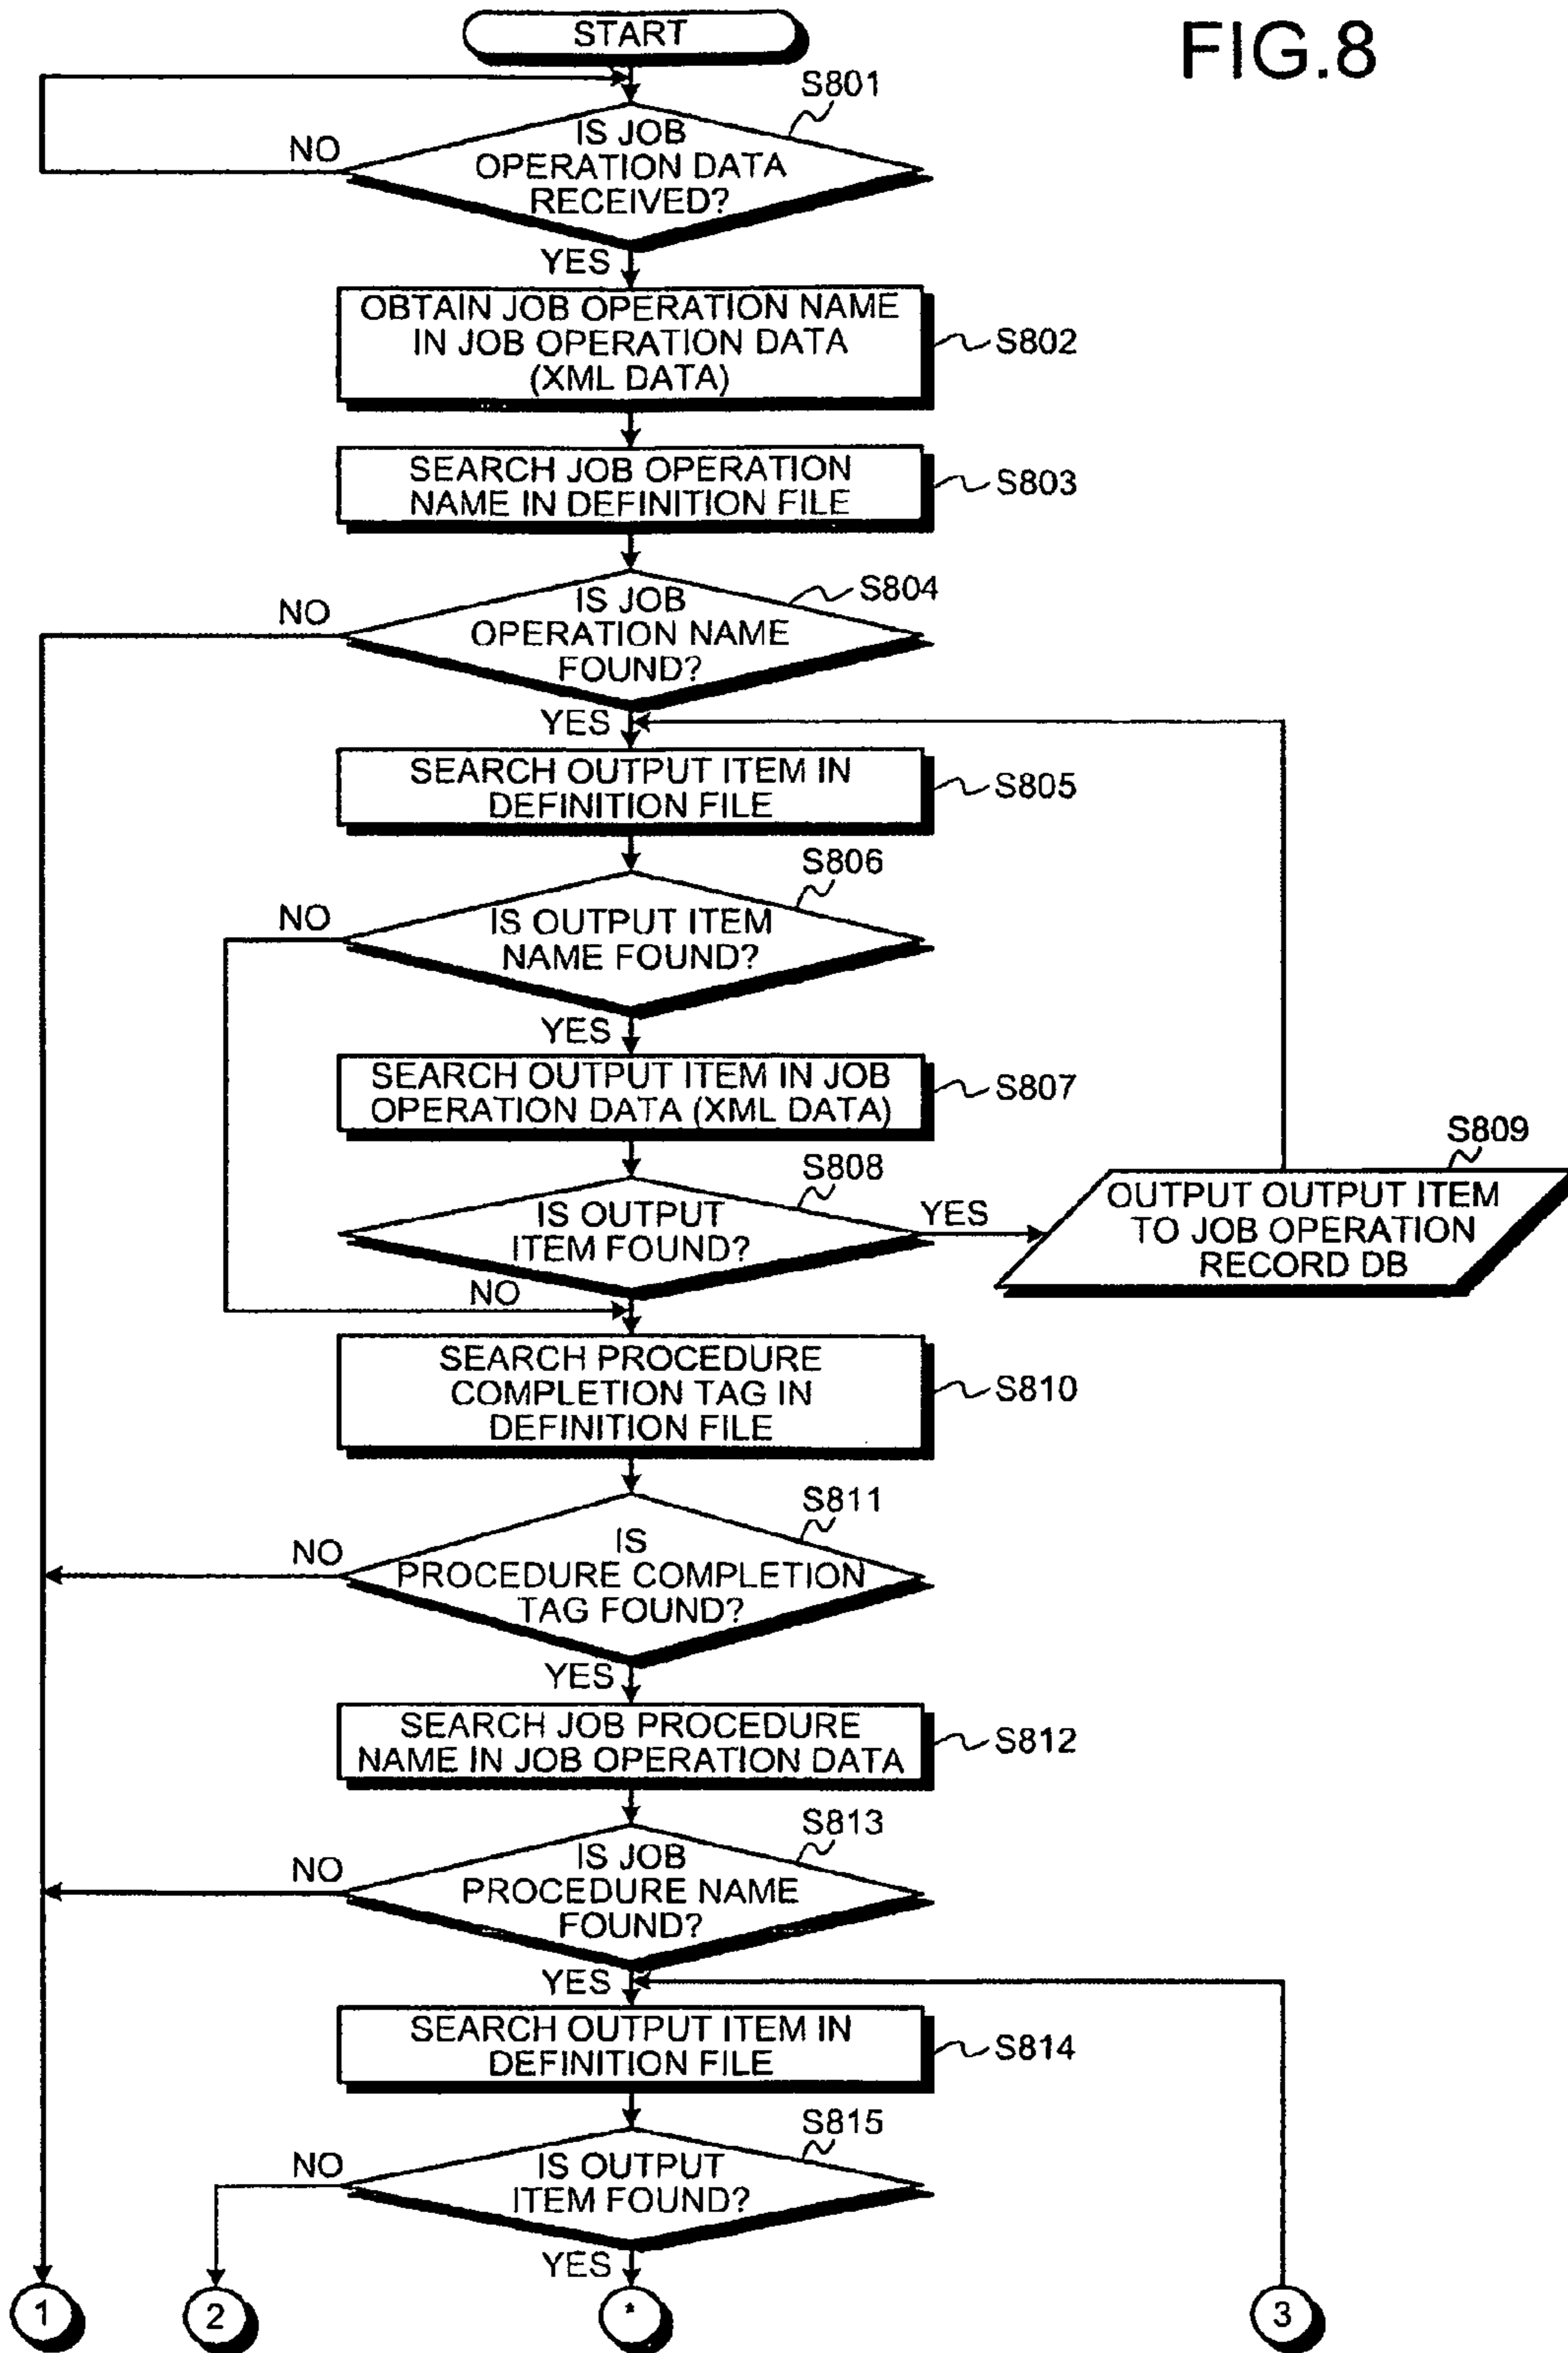 FIG.8
START
S801
IS JOB
OPERATION DATA
RECEIVED?
NO
YES
OBTAIN JOB OPERATION NAME
IN JOB OPERATION DATA
(XML DATA)
S802
SEARCH JOB OPERATION
NAME IN DEFINITION FILE
S803
S804
IS JOB
OPERATION NAME
FOUND?
NO
YES
SEARCH OUTPUT ITEM IN
DEFINITION FILE
S805
S806
IS OUTPUT ITEM
NAME FOUND?
NO
YES
SEARCH OUTPUT ITEM IN JOB
OPERATION DATA (XML DATA)
S807
S808
IS OUTPUT
ITEM FOUND?
YES
NO
S809
OUTPUT OUTPUT ITEM
TO JOB OPERATION
RECORD DB
SEARCH PROCEDURE
COMPLETION TAG IN
DEFINITION FILE
S810
S811
IS
PROCEDURE COMPLETION
TAG FOUND?
NO
YES
SEARCH JOB PROCEDURE
NAME IN JOB OPERATION DATA
S812
S813
IS JOB
PROCEDURE NAME
FOUND?
NO
YES
SEARCH OUTPUT ITEM IN
DEFINITION FILE
S814
S815
IS OUTPUT
ITEM FOUND?
NO
YES
1
2
*
3